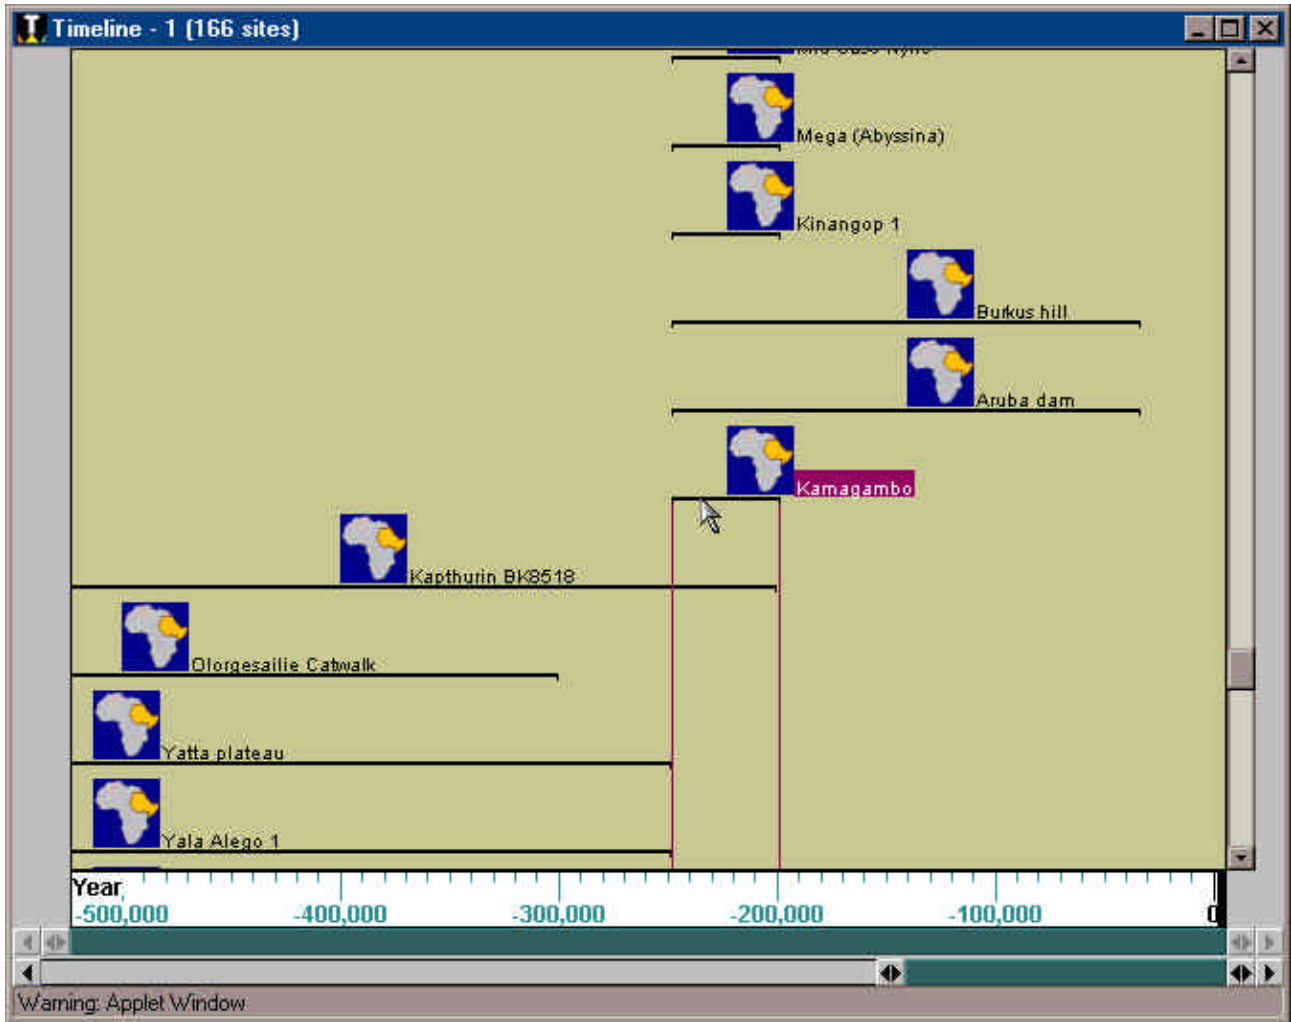 Timeline - 1 (166 sites)
Mega (Abyssina)
Kinangop 1
Burkus hill
Aruba dam
Kamagambo
Kapthurin BK8518
Olorgesailie Catwalk
Yatta plateau
Yala Alego 1
Year
-500,000 -400,000 -300,000 -200,000 -100,000 0
Warning: Applet Window